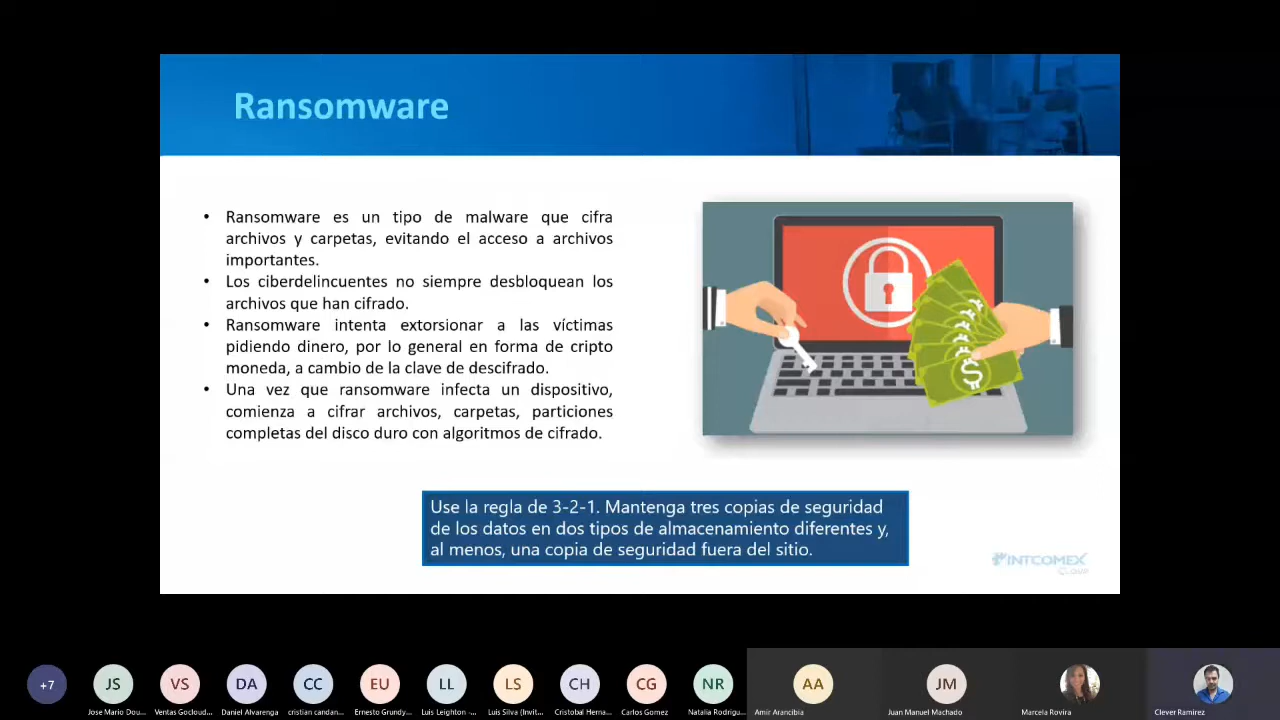 Ransomware
• Ransomware es un tipo de malware que cifra
archivos y carpetas, evitando el acceso a archivos
importantes.
• Los ciberdelincuentes no siempre desbloquean los
archivos que han cifrado.
• Ransomware intenta extorsionar a las víctimas
pidiendo dinero, por lo general en forma de cripto
moneda, a cambio de la clave de descifrado.
• Una vez que ransomware infecta un dispositivo,
comienza a cifrar archivos, carpetas, particiones
completas del disco duro con algoritmos de cifrado.
Use la regla de 3-2-1. Mantenga tres copias de seguridad
de los datos en dos tipos de almacenamiento diferentes y,
al menos, una copia de seguridad fuera del sitio.
INTCOMEX
CLOUD
+7 JS VS DA CC EU LL LS CH CG NR AA JM
Jose Mario Dou... Ventas Gocloud... Daniel Alvarenga cristian candan... Ernesto Grundy... Luis Leighton -... Luis Silva (Invit... Cristobal Herna... Carlos Gomez Natalia Rodrigu... Amir Arancibia Juan Manuel Machado Marcela Rovira Clever Ramirez